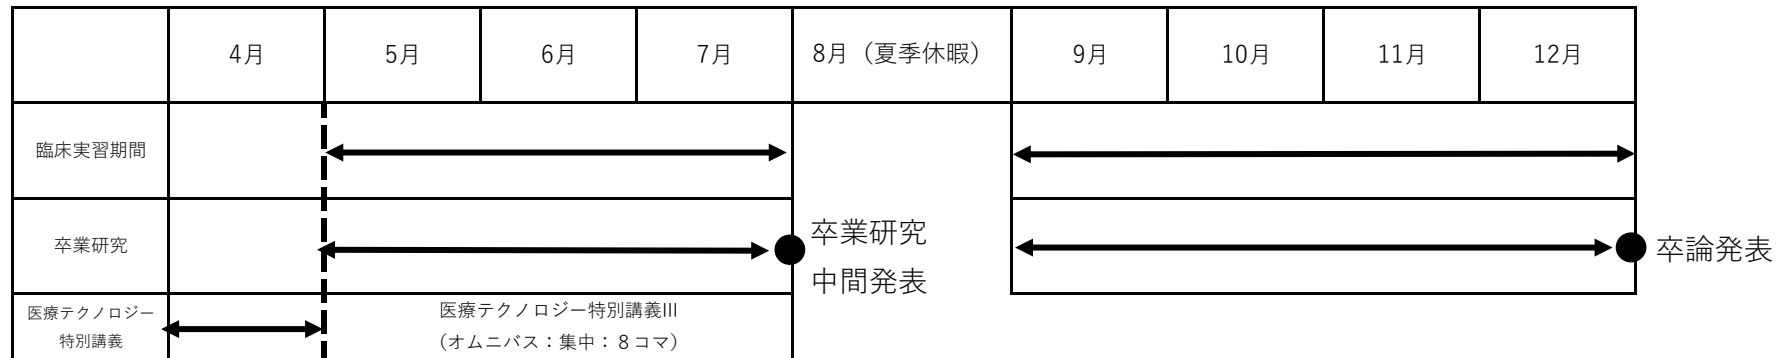 4月
5月
6月
7月
8月（夏季休暇）
9月
10月
11月
12月
臨床実習期間
卒業研究
卒業研究
中間発表
卒論発表
医療テクノロジー
特別講義
医療テクノロジー特別講義III
（オムニバス：集中：８コマ）